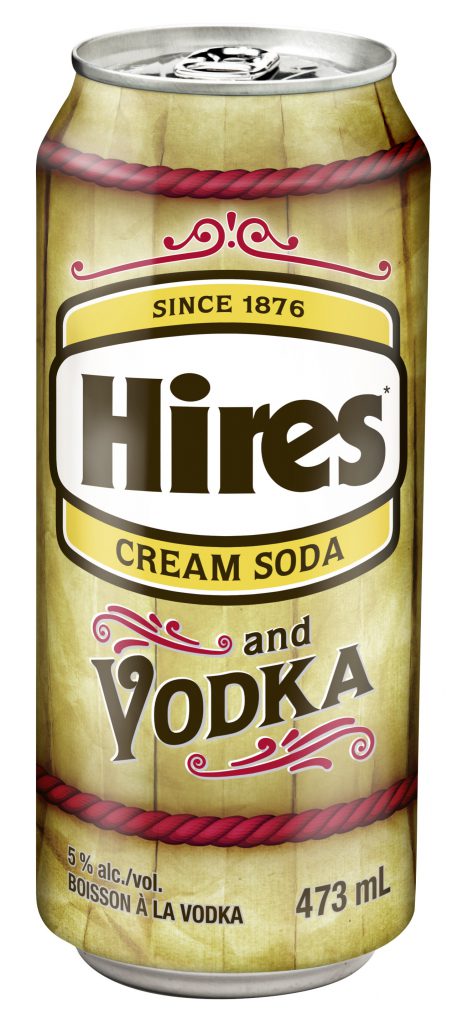 SINCE 1876
Hires*
CREAM SODA
and
VODKA
5% alc./vol.
BOISSON À LA VODKA
473 mL